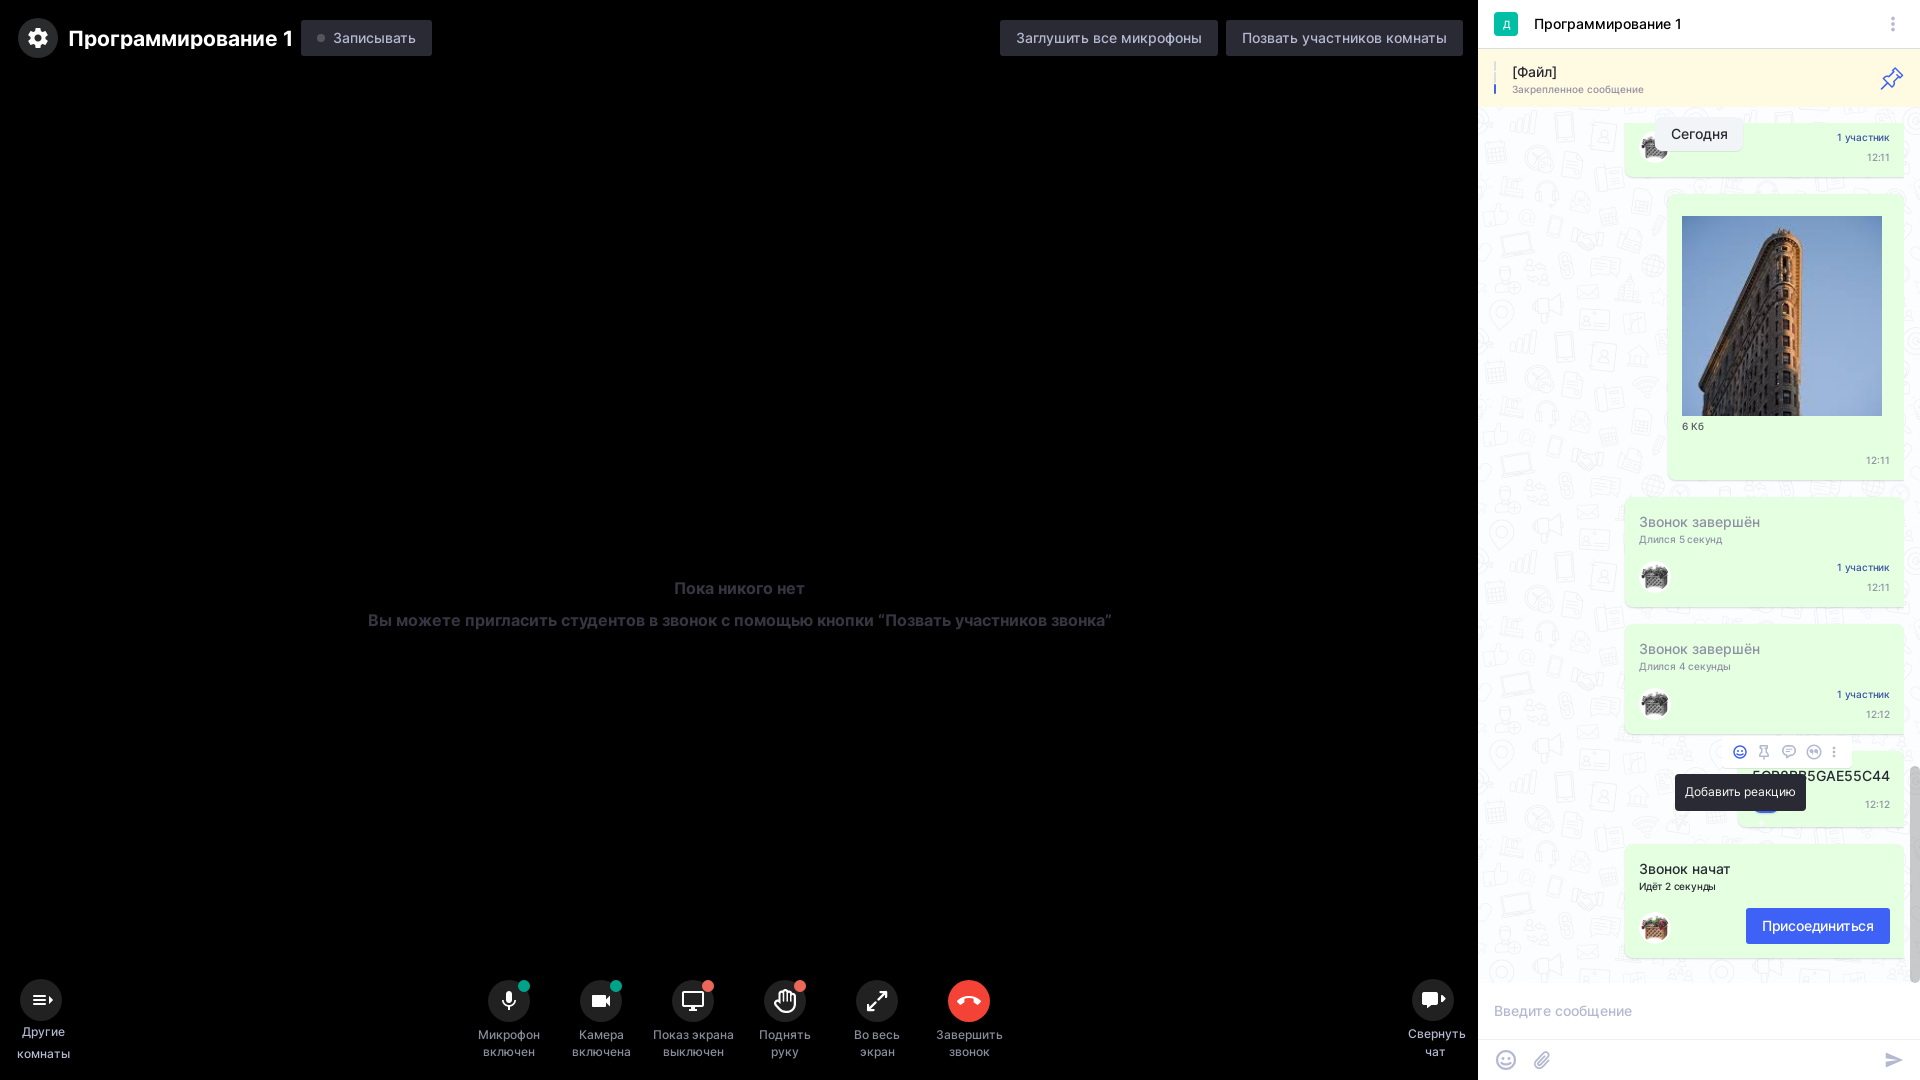 Программирование 1
Записывать
Заглушить все микрофоны
Позвать участников комнаты
Пока никого нет
Вы можете пригласить студентов в звонок с помощью кнопки “Позвать участников звонка”
Другие
комнаты
Микрофон
включен
Камера
включена
Показ экрана
выключен
Поднять
руку
Во весь
экран
Завершить
звонок
Свернуть
чат
Д
Программирование 1
[Файл]
Закрепленное сообщение
Сегодня
1 участник
12:11
6 Кб
12:11
Звонок завершён
Длился 5 секунд
1 участник
12:11
Звонок завершён
Длился 4 секунды
1 участник
12:12
Добавить реакцию
12:12
Звонок начат
Идёт 2 секунды
Присоединиться
Введите сообщение